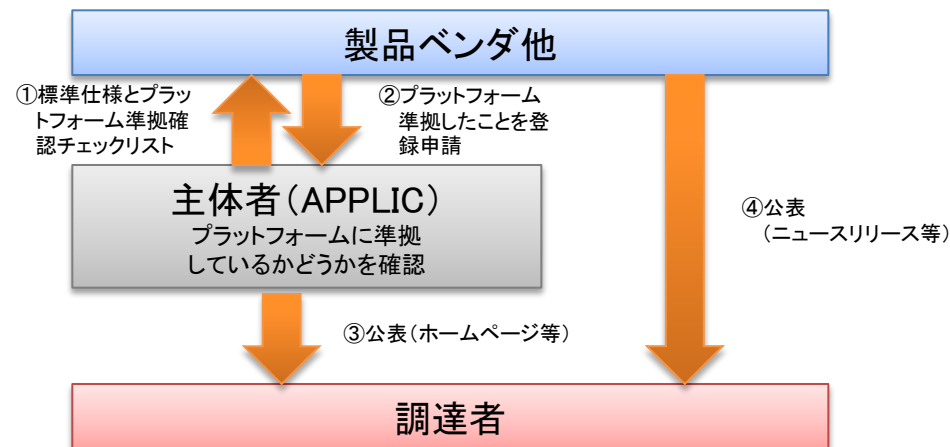 製品ベンダ他
①標準仕様とプラッ
トフォーム準拠確
認チェックリスト
②プラットフォーム
準拠したことを登
録申請
主体者（APPLIC）
プラットフォームに準拠
しているかどうかを確認
④公表
（ニュースリリース等）
③公表（ホームページ等）
調達者